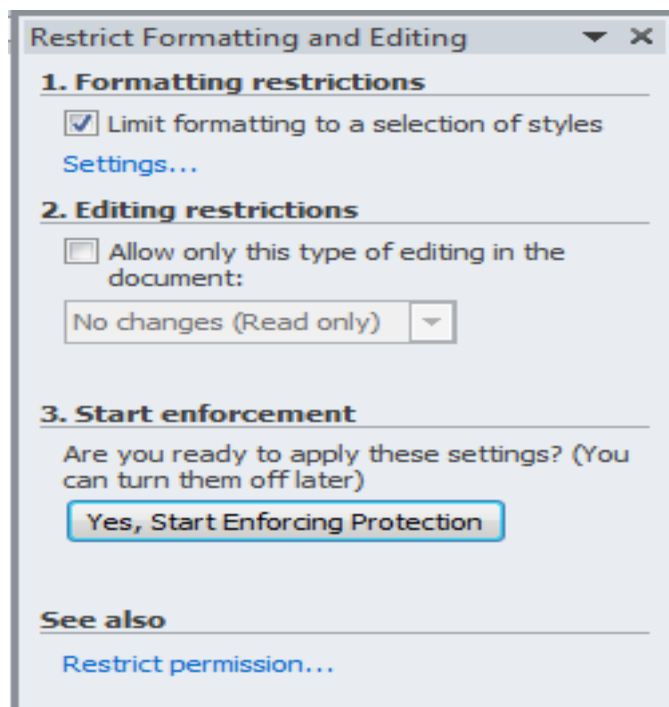 Restrict Formatting and Editing
1. Formatting restrictions
Limit formatting to a selection of styles
Settings...
2. Editing restrictions
Allow only this type of editing in the
document:
No changes (Read only)
3. Start enforcement
Are you ready to apply these settings? (You
can turn them off later)
Yes, Start Enforcing Protection
See also
Restrict permission...